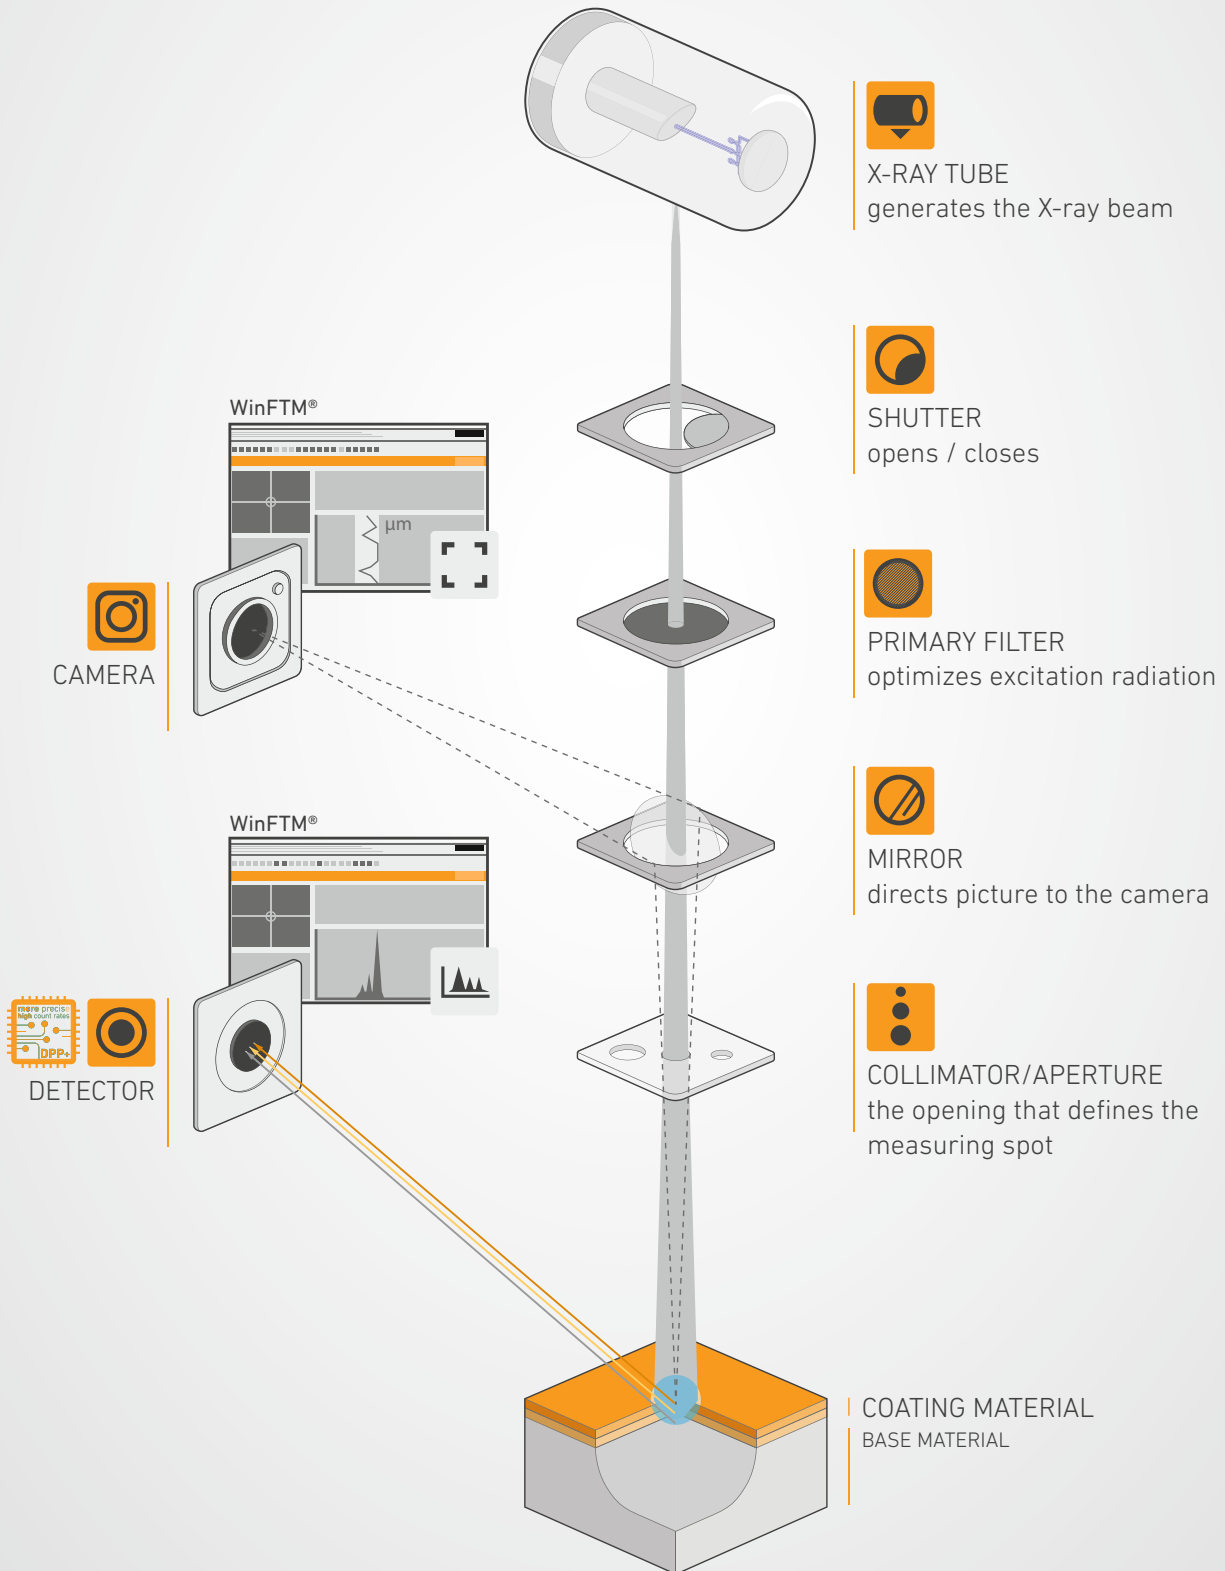 X-RAY TUBE
generates the X-ray beam
SHUTTER
opens / closes
WinFTM®
µm
CAMERA
PRIMARY FILTER
optimizes excitation radiation
MIRROR
directs picture to the camera
WinFTM®
more precise
high count rates
DPP+
DETECTOR
COLLIMATOR/APERTURE
the opening that defines the
measuring spot
COATING MATERIAL
BASE MATERIAL